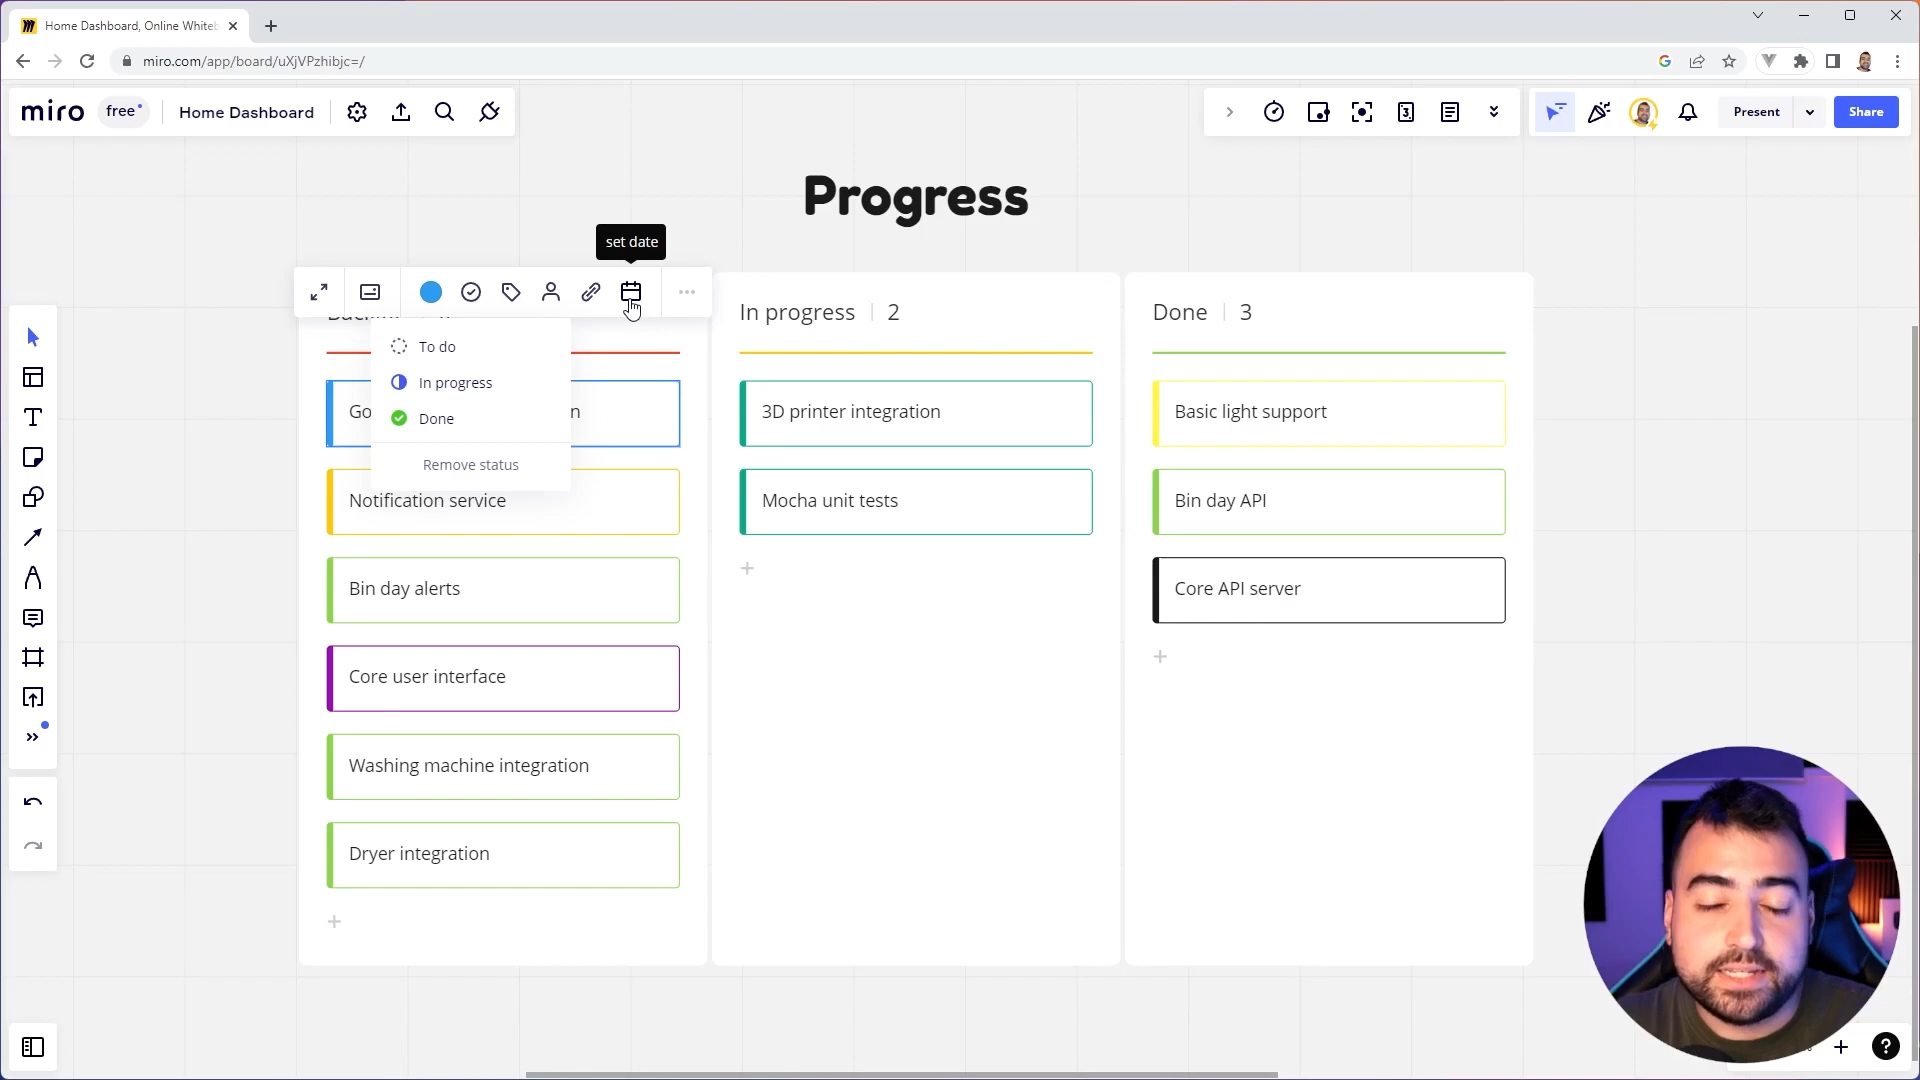 Home Dashboard, Online Whiteb
miro.com/app/board/uXjVPzhibjc=/
miro free Home Dashboard
Present Share
Progress
set date
In progress 2
Done 3
To do
In progress
Done
Remove status
Notification service
Bin day alerts
Core user interface
Washing machine integration
Dryer integration
3D printer integration
Mocha unit tests
Basic light support
Bin day API
Core API server